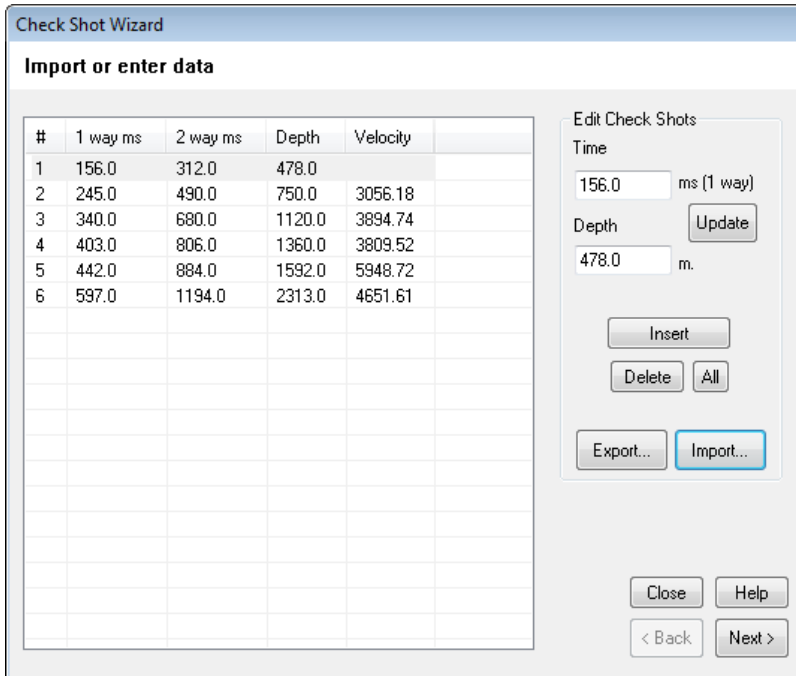 Check Shot Wizard
Import or enter data
# 1 way ms 2 way ms Depth Velocity
1 156.0 312.0 478.0
2 245.0 490.0 750.0 3056.18
3 340.0 680.0 1120.0 3894.74
4 403.0 806.0 1360.0 3809.52
5 442.0 884.0 1592.0 5948.72
6 597.0 1194.0 2313.0 4651.61
Edit Check Shots
Time
156.0 ms (1 way)
Depth Update
478.0 m.
Insert
Delete All
Export... Import...
Close Help
< Back Next >